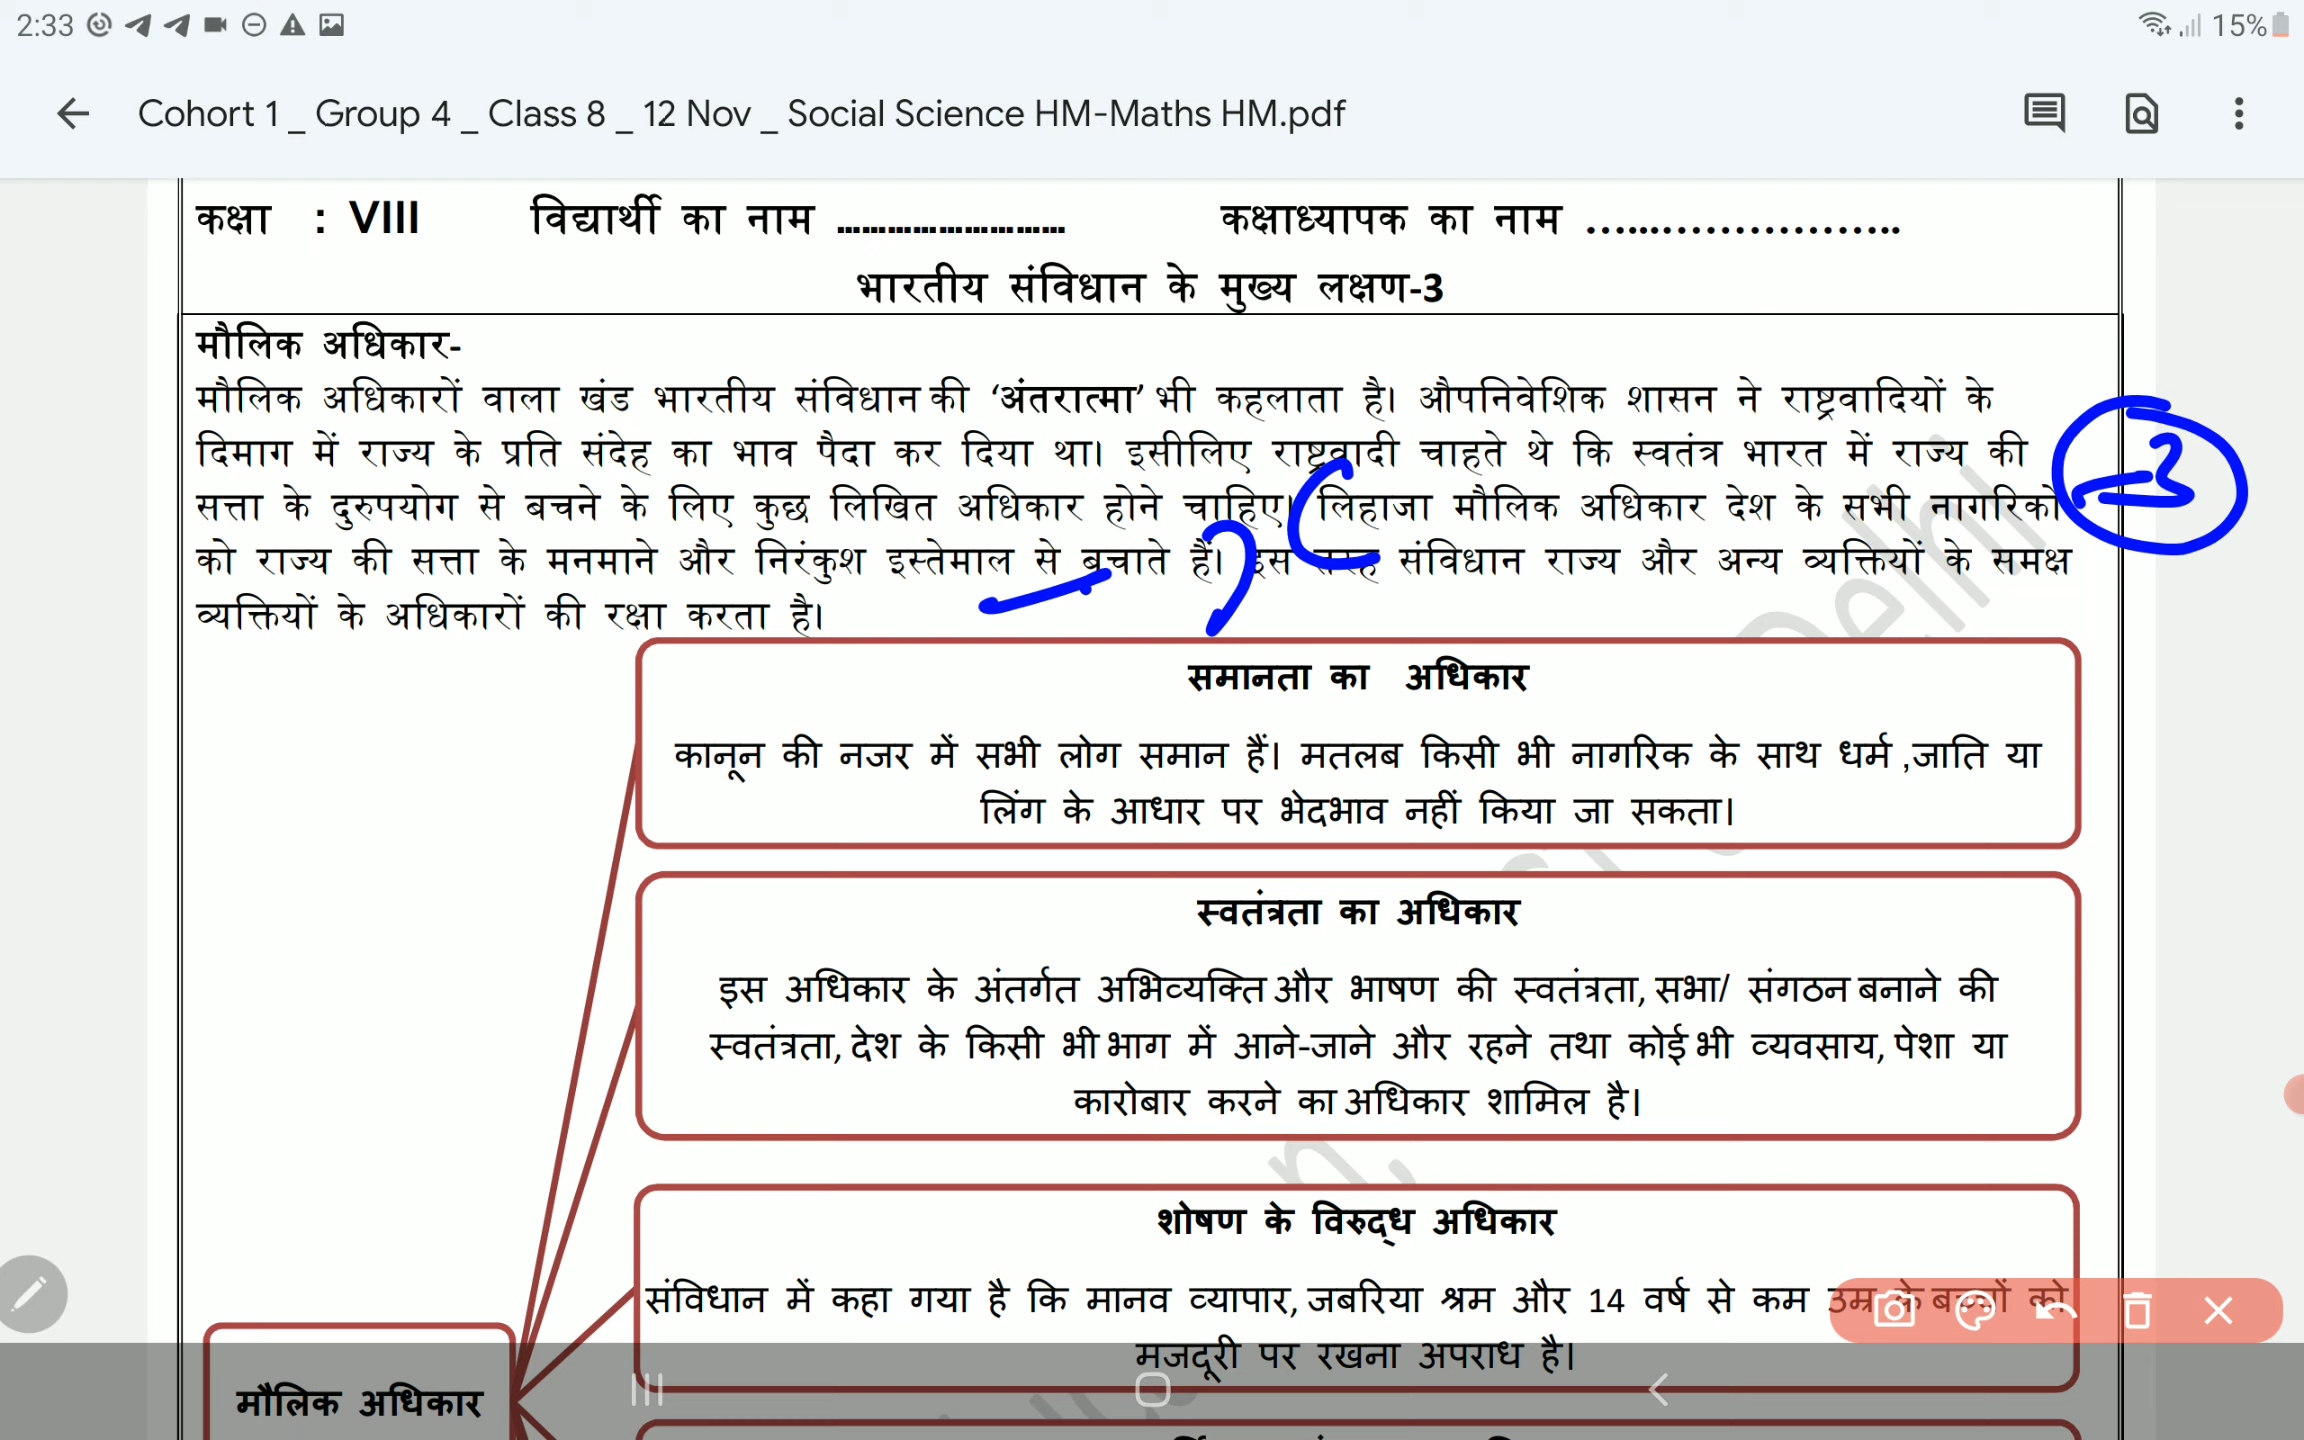 2:33 15%
Cohort 1 _ Group 4 _ Class 8 _ 12 Nov _ Social Science HM-Maths HM.pdf
कक्षा : VIII विद्यार्थी का नाम ........................... कक्षाध्यापक का नाम ........................
भारतीय संविधान के मुख्य लक्षण-3
मौलिक अधिकार-
मौलिक अधिकारों वाला खंड भारतीय संविधान की ‘अंतरात्मा’ भी कहलाता है। औपनिवेशिक शासन ने राष्ट्रवादियों के
दिमाग में राज्य के प्रति संदेह का भाव पैदा कर दिया था। इसीलिए राष्ट्रवादी चाहते थे कि स्वतंत्र भारत में राज्य की
सत्ता के दुरुपयोग से बचने के लिए कुछ लिखित अधिकार होने चाहिए। लिहाजा मौलिक अधिकार देश के सभी नागरिकों
को राज्य की सत्ता के मनमाने और निरंकुश इस्तेमाल से बचाते हैं। इस तरह संविधान राज्य और अन्य व्यक्तियों के समक्ष
व्यक्तियों के अधिकारों की रक्षा करता है।
समानता का अधिकार
कानून की नजर में सभी लोग समान हैं। मतलब किसी भी नागरिक के साथ धर्म ,जाति या
लिंग के आधार पर भेदभाव नहीं किया जा सकता।
स्वतंत्रता का अधिकार
इस अधिकार के अंतर्गत अभिव्यक्ति और भाषण की स्वतंत्रता, सभा/ संगठन बनाने की
स्वतंत्रता, देश के किसी भी भाग में आने-जाने और रहने तथा कोई भी व्यवसाय, पेशा या
कारोबार करने का अधिकार शामिल है।
शोषण के विरुद्ध अधिकार
संविधान में कहा गया है कि मानव व्यापार, जबरिया श्रम और 14 वर्ष से कम उम्र के बच्चों को
मजदूरी पर रखना अपराध है।
मौलिक अधिकार